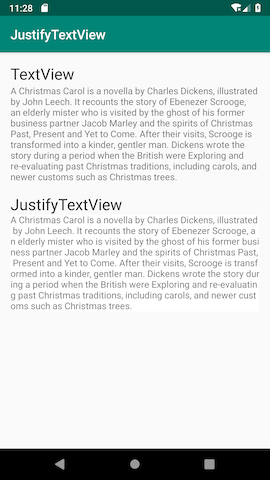 11:28
JustifyTextView
TextView
A Christmas Carol is a novella by Charles Dickens, illustrated
by John Leech. It recounts the story of Ebenezer Scrooge,
an elderly mister who is visited by the ghost of his former
business partner Jacob Marley and the spirits of Christmas
Past, Present and Yet to Come. After their visits, Scrooge is
transformed into a kinder, gentler man. Dickens wrote the
story during a period when the British were Exploring and
re-evaluating past Christmas traditions, including carols, and
newer customs such as Christmas trees.
JustifyTextView
A Christmas Carol is a novella by Charles Dickens, illustrated
by John Leech. It recounts the story of Ebenezer Scrooge, a
n elderly mister who is visited by the ghost of his former busi
ness partner Jacob Marley and the spirits of Christmas Past,
Present and Yet to Come. After their visits, Scrooge is transf
ormed into a kinder, gentler man. Dickens wrote the story dur
ing a period when the British were Exploring and re-evaluatin
g past Christmas traditions, including carols, and newer cust
oms such as Christmas trees.